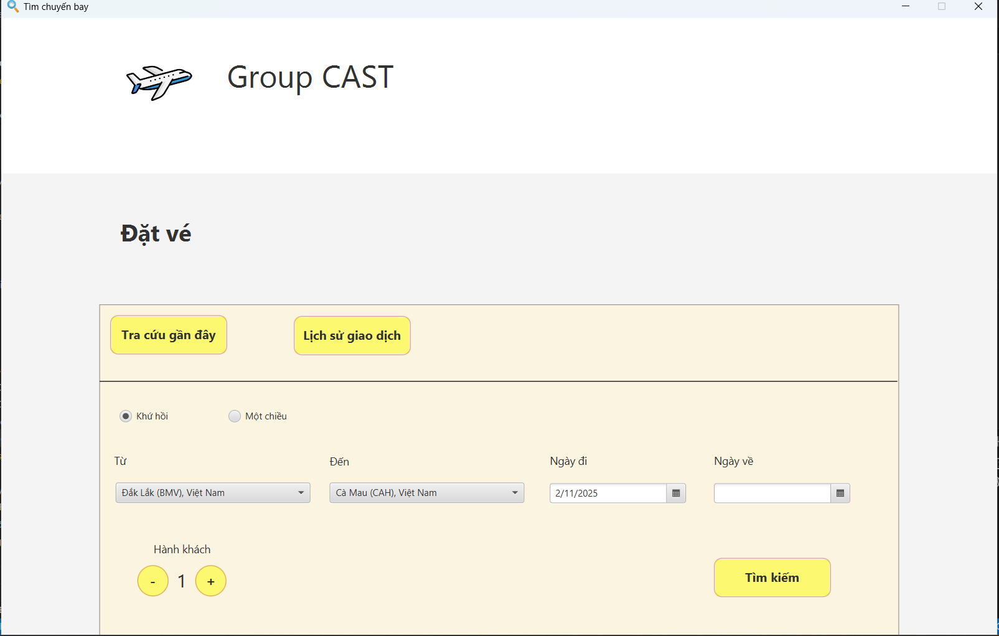 Tìm chuyến bay
Group CAST
Đặt vé
Tra cứu gần đây
Lịch sử giao dịch
Khứ hồi
Một chiều
Từ
Đến
Ngày đi
Ngày về
Đắk Lắk (BMV), Việt Nam
Cà Mau (CAH), Việt Nam
2/11/2025
Hành khách
- 1 +
Tìm kiếm